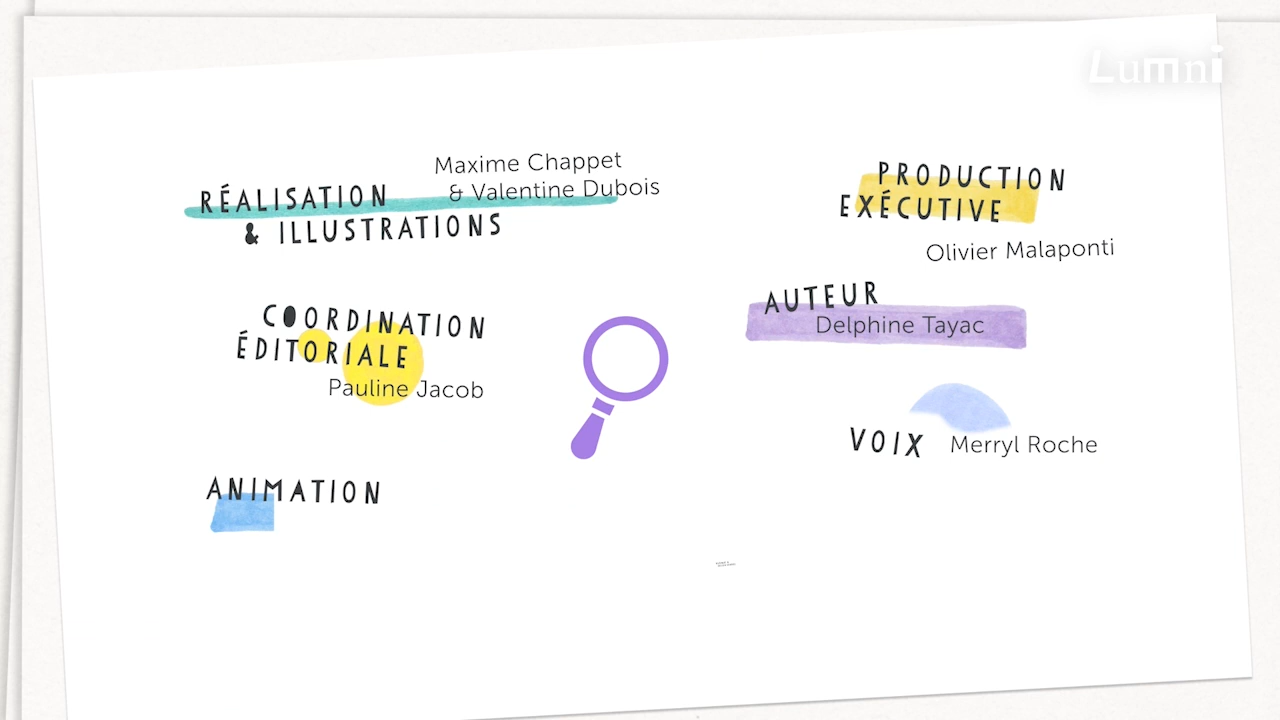 Lumni
Maxime Chappet
& Valentine Dubois
RÉALISATION
& ILLUSTRATIONS
PRODUCTION
EXÉCUTIVE
Olivier Malaponti
COORDINATION
ÉDITORIALE
Pauline Jacob
AUTEUR
Delphine Tayac
VOIX Merryl Roche
ANIMATION